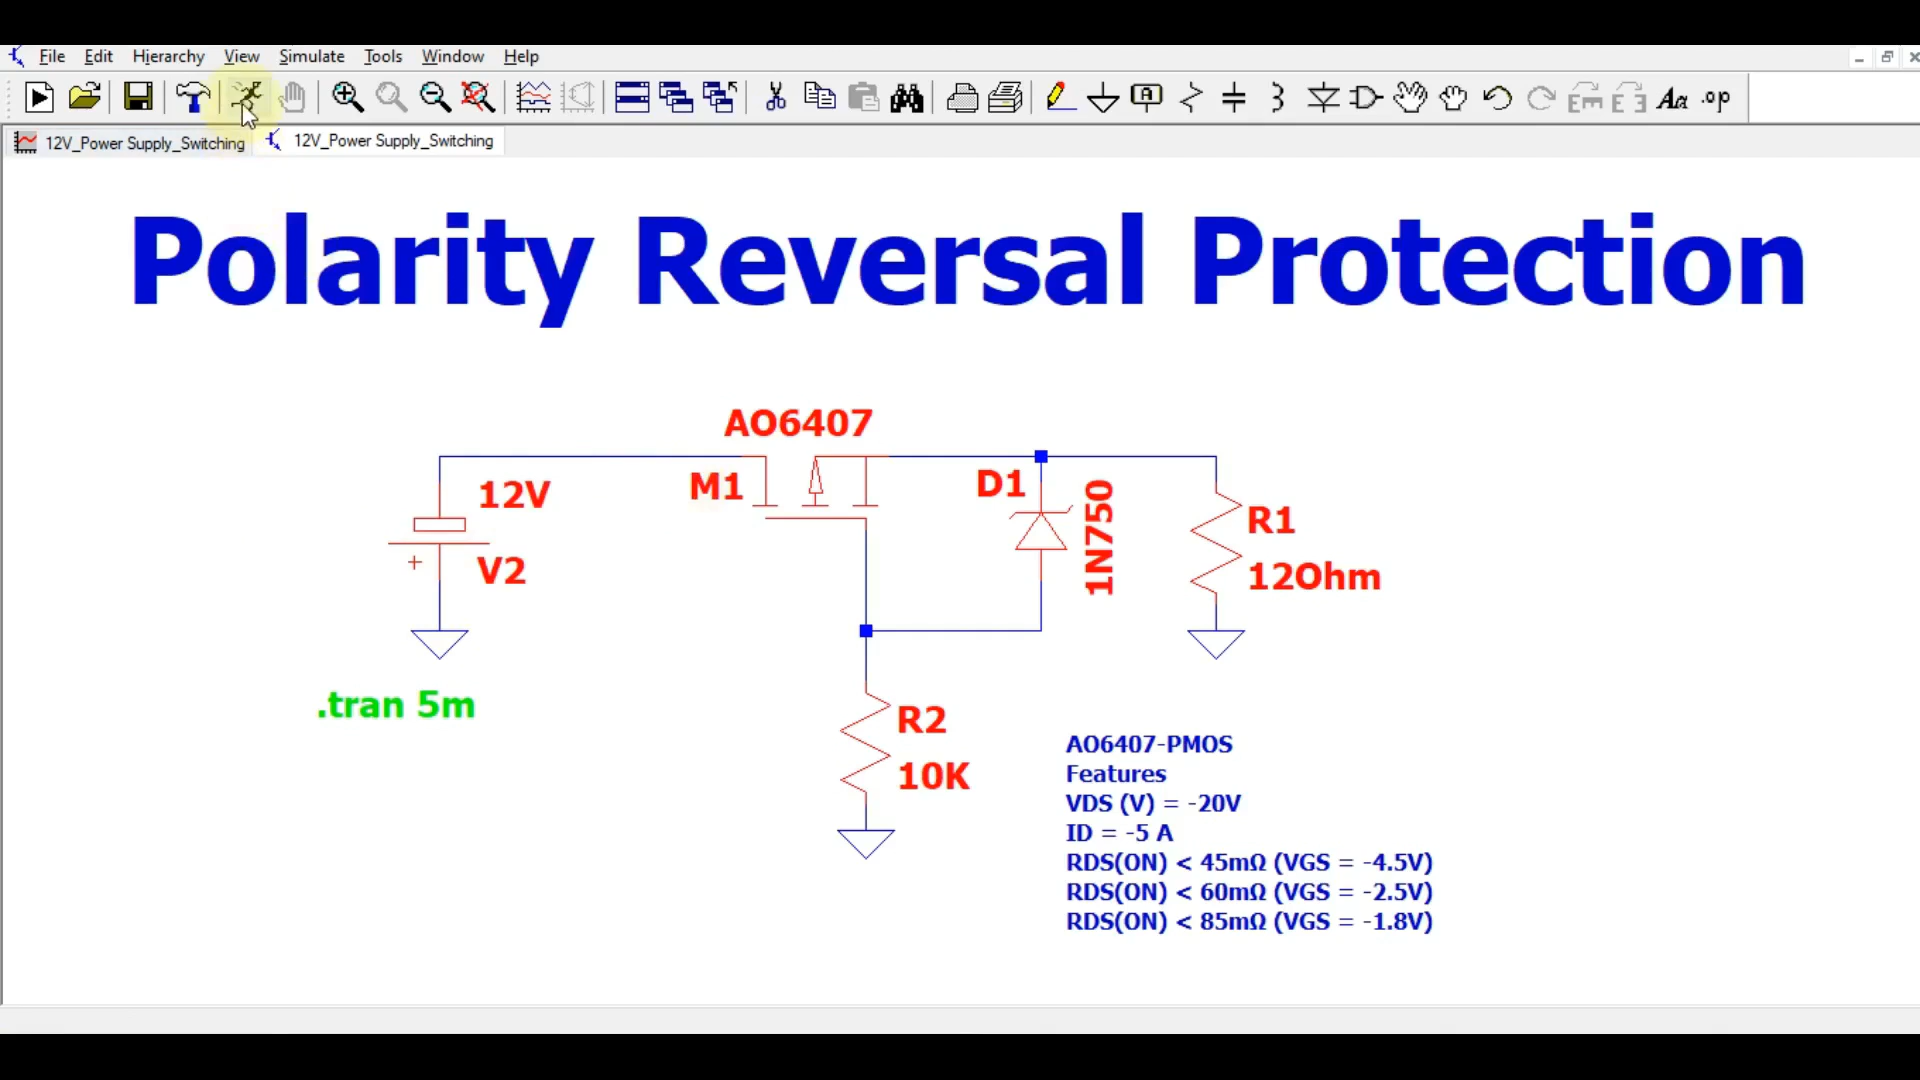 File Edit Hierarchy View Simulate Tools Window Help
A Aa .op
12V_Power Supply_Switching 12V_Power Supply_Switching
Polarity Reversal Protection
AO6407
12V M1 D1 1N750 R1
+ V2 12Ohm
.tran 5m
R2
10K
AO6407-PMOS
Features
VDS (V) = -20V
ID = -5 A
RDS(ON) < 45mΩ (VGS = -4.5V)
RDS(ON) < 60mΩ (VGS = -2.5V)
RDS(ON) < 85mΩ (VGS = -1.8V)